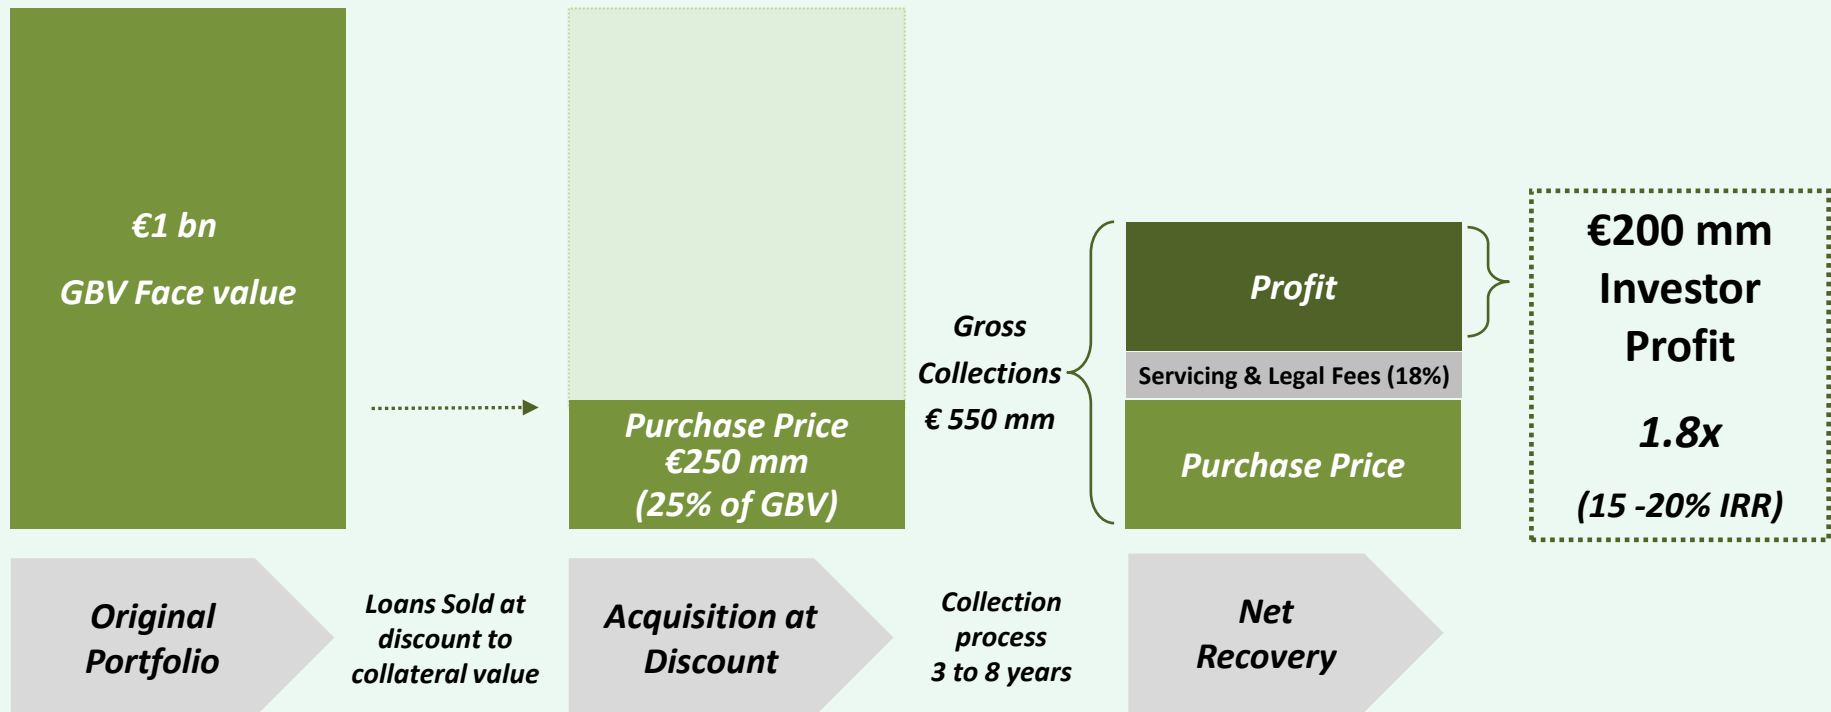 €1 bn
GBV Face value
Purchase Price
€250 mm
(25% of GBV)
Gross
Collections
€ 550 mm
Profit
Servicing & Legal Fees (18%)
Purchase Price
€200 mm
Investor
Profit
1.8x
(15 -20% IRR)
Original
Portfolio
Loans Sold at
discount to
collateral value
Acquisition at
Discount
Collection
process
3 to 8 years
Net
Recovery